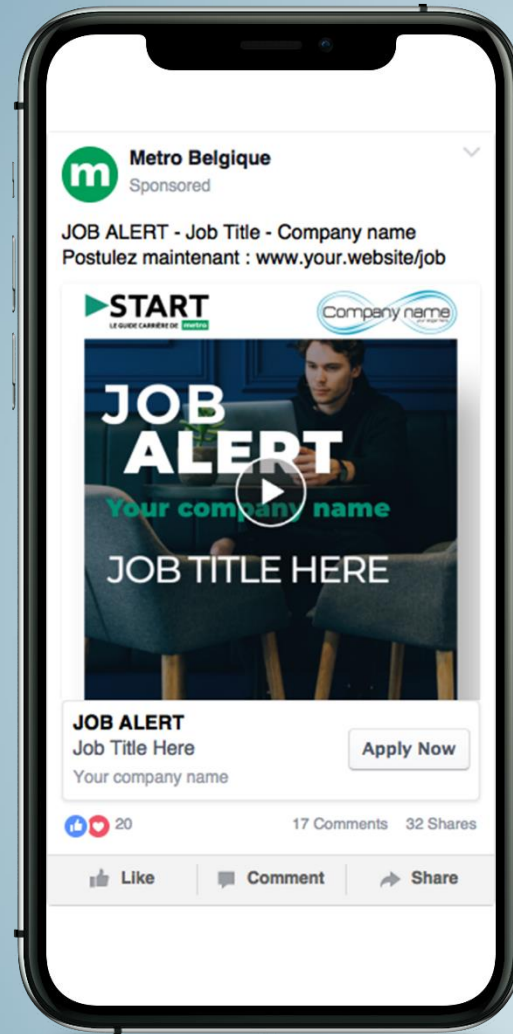 m
Metro Belgique
Sponsored
JOB ALERT - Job Title - Company name
Postulez maintenant : www.your.website/job
START
LE GUIDE CARRIÈRE DE metro
Company name
JOB
ALERT
Your company name
JOB TITLE HERE
JOB ALERT
Job Title Here
Your company name
Apply Now
20
17 Comments
32 Shares
Like
Comment
Share